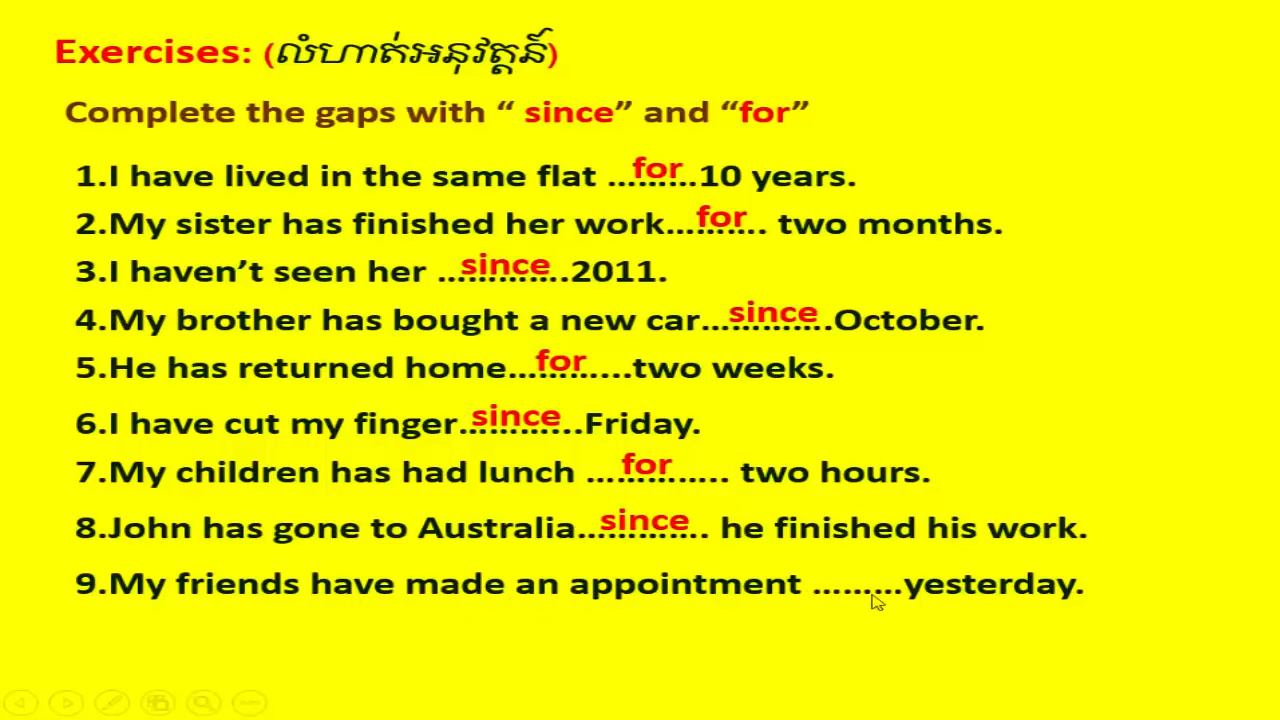 Exercises: (លំហាត់អនុវត្តន៍)
Complete the gaps with “ since” and “for”
1.I have lived in the same flat ...for...10 years.
2.My sister has finished her work...for.... two months.
3.I haven’t seen her ...since...2011.
4.My brother has bought a new car...since....October.
5.He has returned home...for...two weeks.
6.I have cut my finger...since...Friday.
7.My children has had lunch ...for... two hours.
8.John has gone to Australia...since.... he finished his work.
9.My friends have made an appointment .........yesterday.